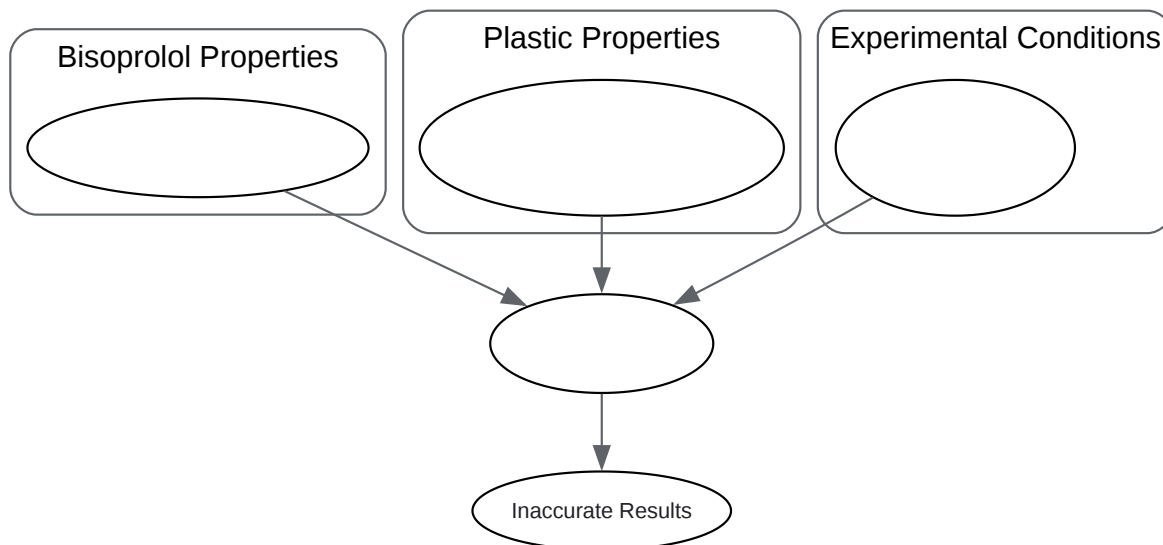 Bisoprolol Properties
Plastic Properties
Experimental Conditions
Inaccurate Results